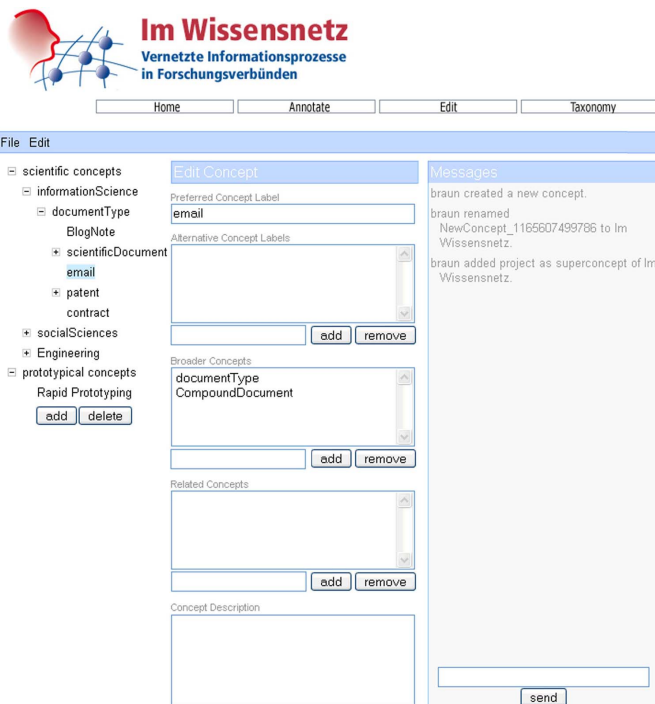 Im Wissensnetz
Vernetzte Informationsprozesse
in Forschungsverbünden
Home Annotate Edit Taxonomy
File Edit
scientific concepts
informationScience
documentType
BlogNote
scientificDocument
email
patent
contract
socialSciences
Engineering
prototypical concepts
Rapid Prototyping
add delete
Edit Concept
Preferred Concept Label
email
Alternative Concept Labels
add remove
Broader Concepts
documentType
CompoundDocument
add remove
Related Concepts
add remove
Concept Description
Messages
braun created a new concept.
braun renamed
NewConcept_1165607499786 to Im
Wissensnetz.
braun added project as superconcept of Im
Wissensnetz.
send